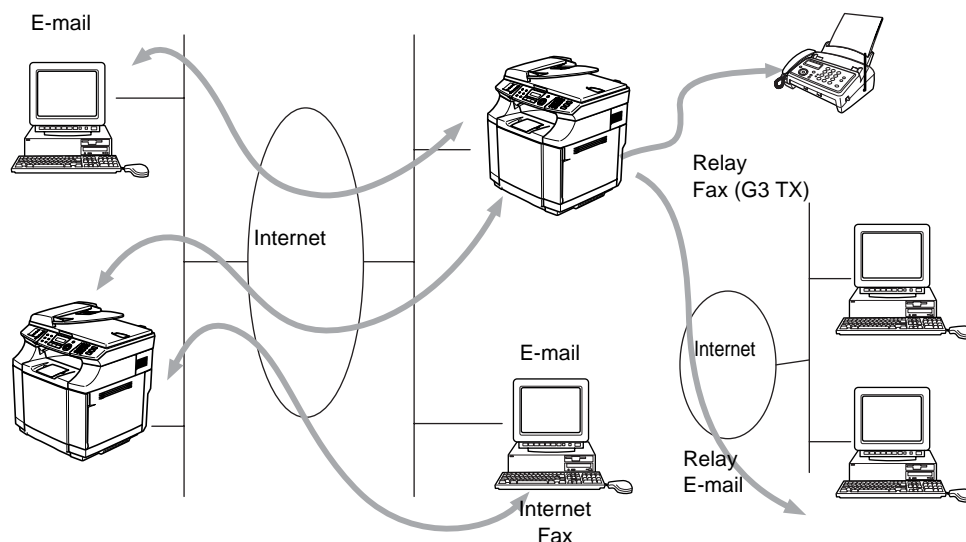 E-mail
Relay
Fax (G3 TX)
Internet
E-mail
Internet
Relay
E-mail
Internet
Fax